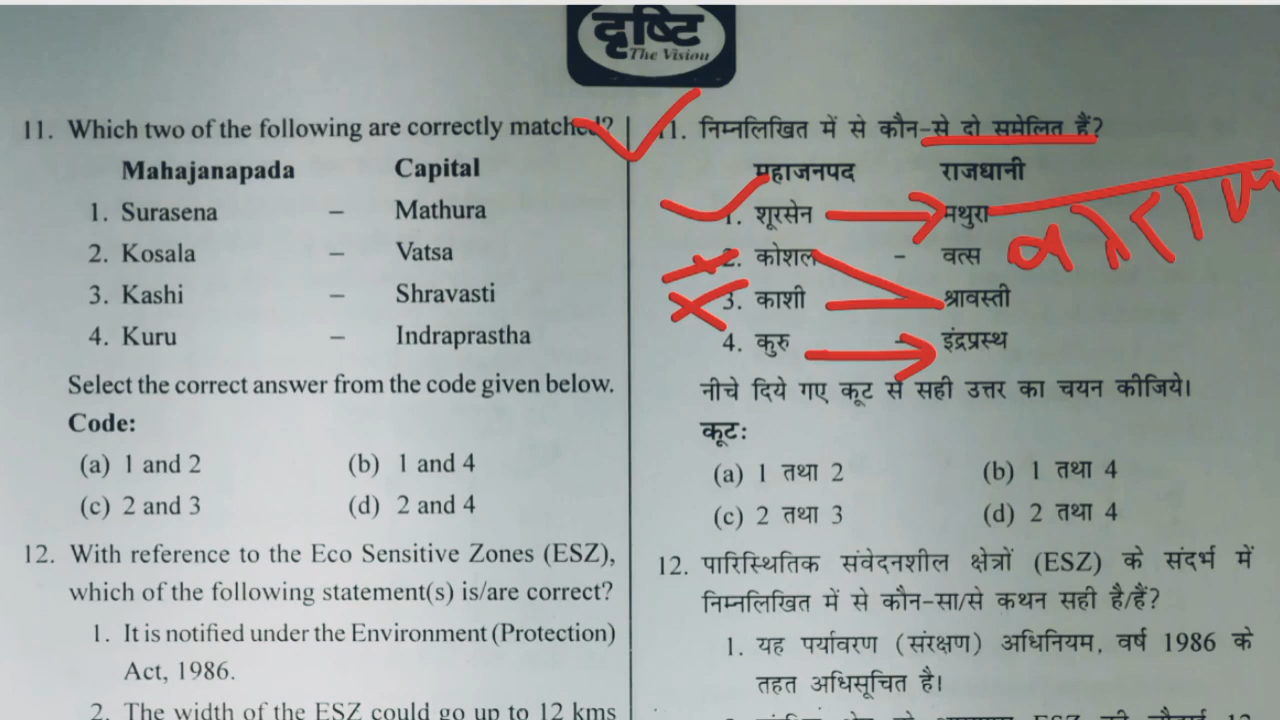 दृष्टि
The Vision
11. Which two of the following are correctly matched?
Mahajanapada Capital
1. Surasena – Mathura
2. Kosala – Vatsa
3. Kashi – Shravasti
4. Kuru – Indraprastha
Select the correct answer from the code given below.
Code:
(a) 1 and 2 (b) 1 and 4
(c) 2 and 3 (d) 2 and 4
12. With reference to the Eco Sensitive Zones (ESZ),
which of the following statement(s) is/are correct?
1. It is notified under the Environment (Protection)
Act, 1986.
2. The width of the ESZ could go up to 12 kms
11. निम्नलिखित में से कौन-से दो समेलित हैं?
महाजनपद राजधानी
1. शूरसेन मथुरा
2. कोशल - वत्स
3. काशी श्रावस्ती
4. कुरु - इंद्रप्रस्थ
नीचे दिये गए कूट से सही उत्तर का चयन कीजिये।
कूट:
(a) 1 तथा 2 (b) 1 तथा 4
(c) 2 तथा 3 (d) 2 तथा 4
12. पारिस्थितिक संवेदनशील क्षेत्रों (ESZ) के संदर्भ में
निम्नलिखित में से कौन-सा/से कथन सही है/हैं?
1. यह पर्यावरण (संरक्षण) अधिनियम, वर्ष 1986 के
तहत अधिसूचित है।